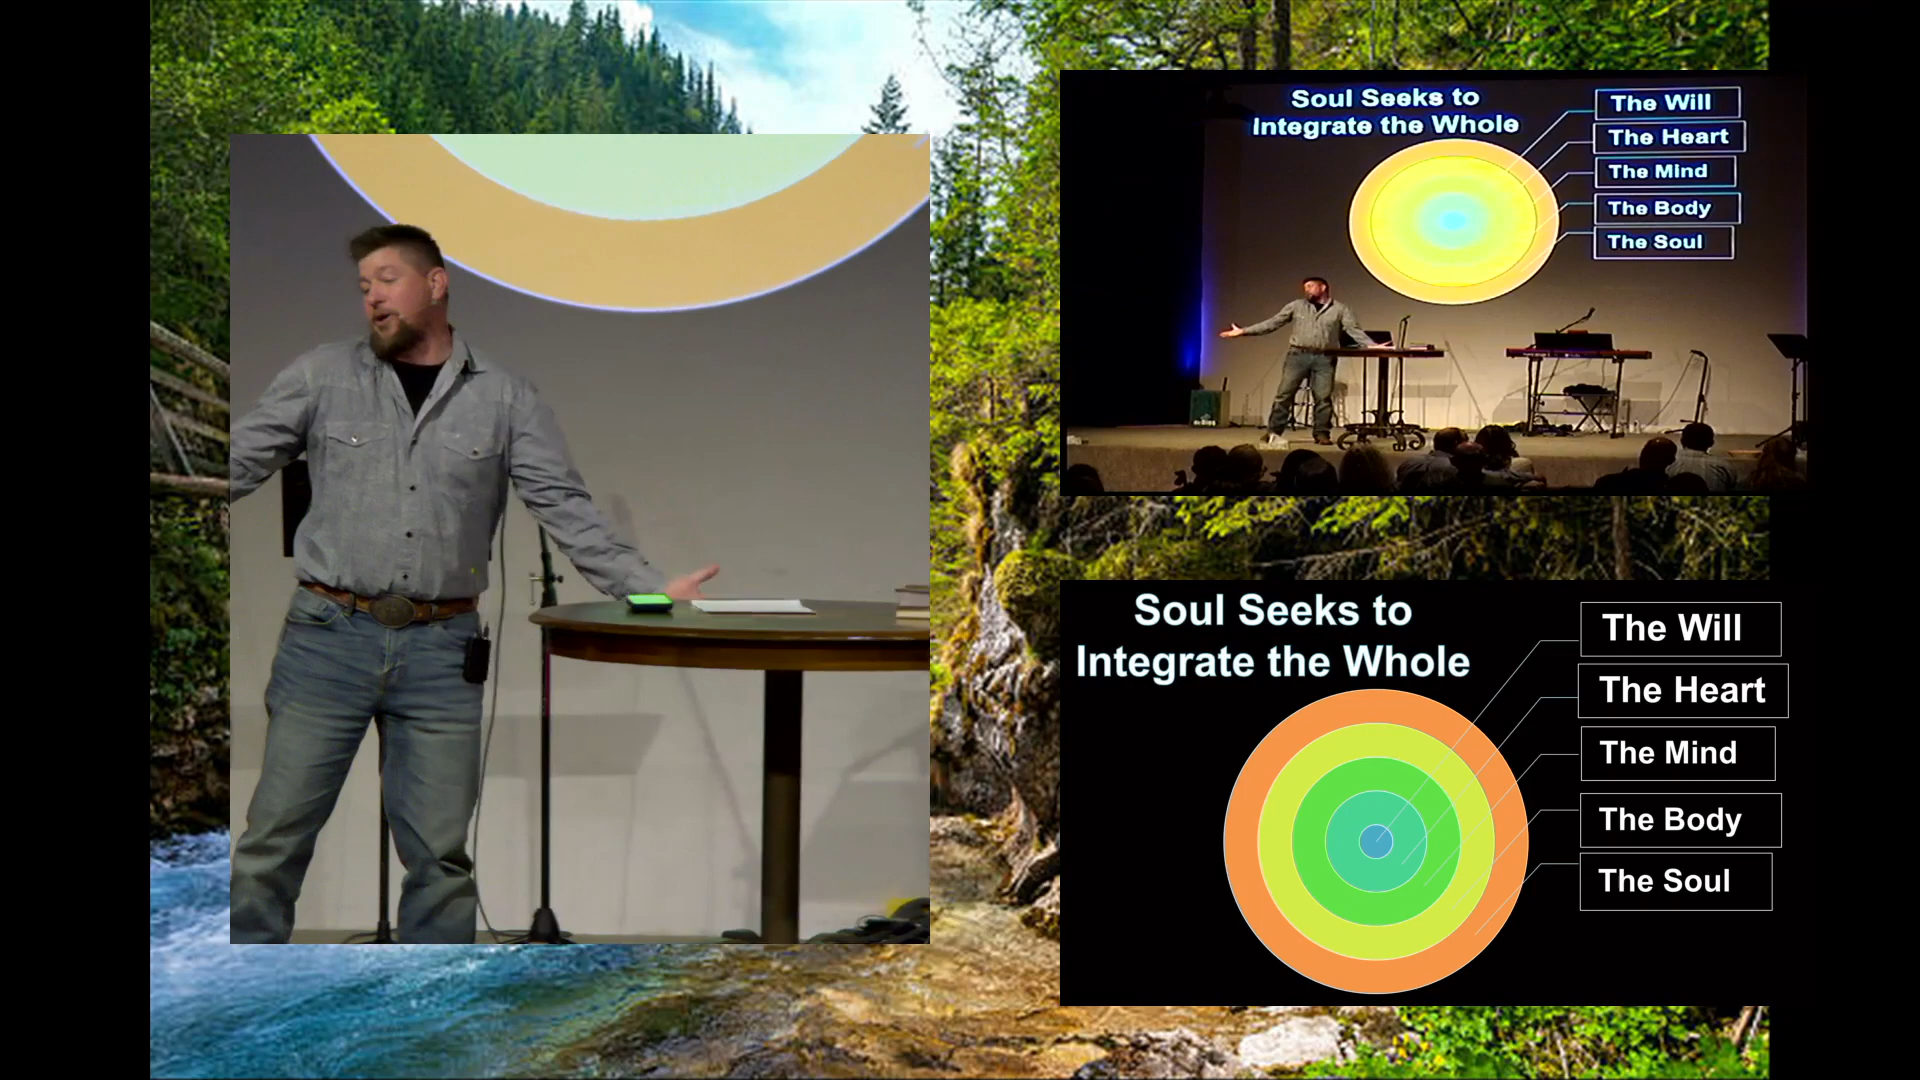 Soul Seeks to
Integrate the Whole
The Will
The Heart
The Mind
The Body
The Soul
Soul Seeks to
Integrate the Whole
The Will
The Heart
The Mind
The Body
The Soul